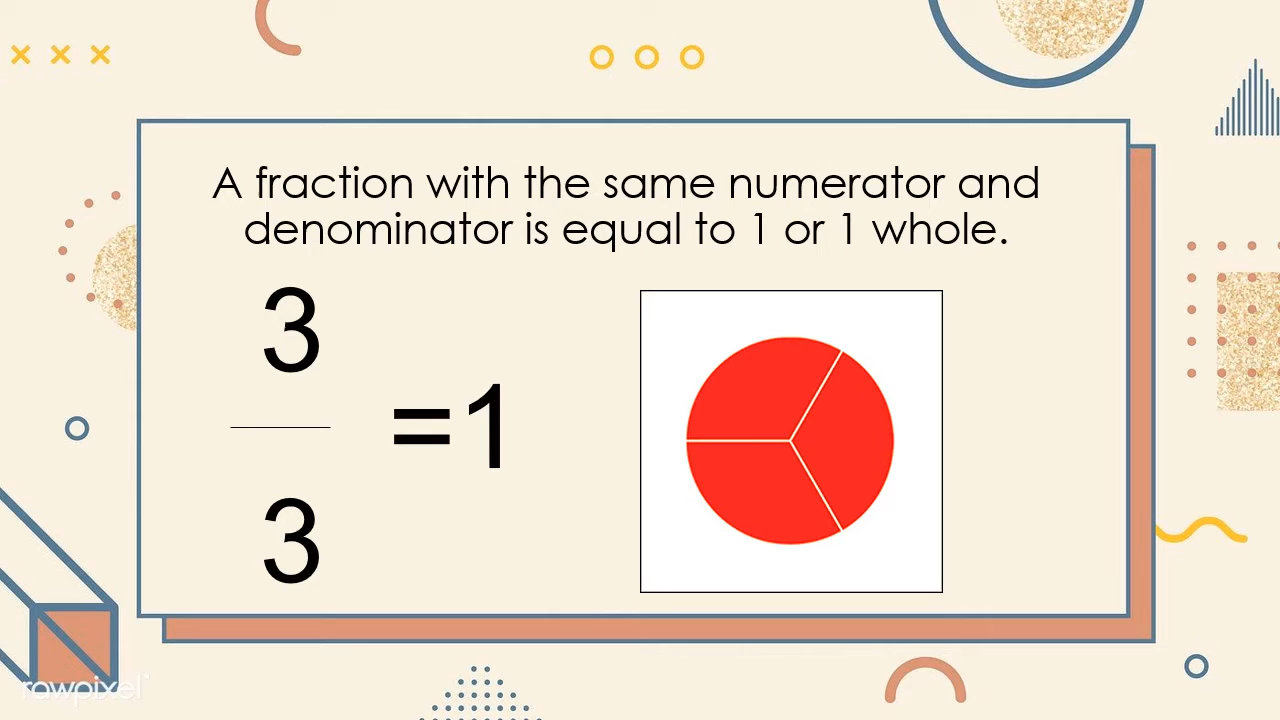 A fraction with the same numerator and
denominator is equal to 1 or 1 whole.
3
=1
3
rawpixel